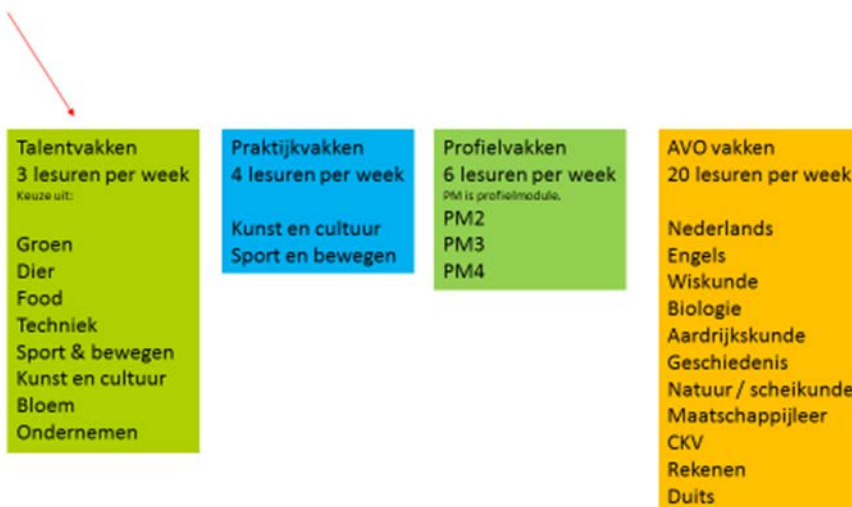 Talentvakken
3 lesuren per week
Keuze uit:
Groen
Dier
Food
Techniek
Sport & bewegen
Kunst en cultuur
Bloem
Ondernemen
Praktijkvakken
4 lesuren per week
Kunst en cultuur
Sport en bewegen
Profielvakken
6 lesuren per week
PM is profielmodule.
PM2
PM3
PM4
AVO vakken
20 lesuren per week
Nederlands
Engels
Wiskunde
Biologie
Aardrijkskunde
Geschiedenis
Natuur / scheikunde
Maatschappijleer
CKV
Rekenen
Duits